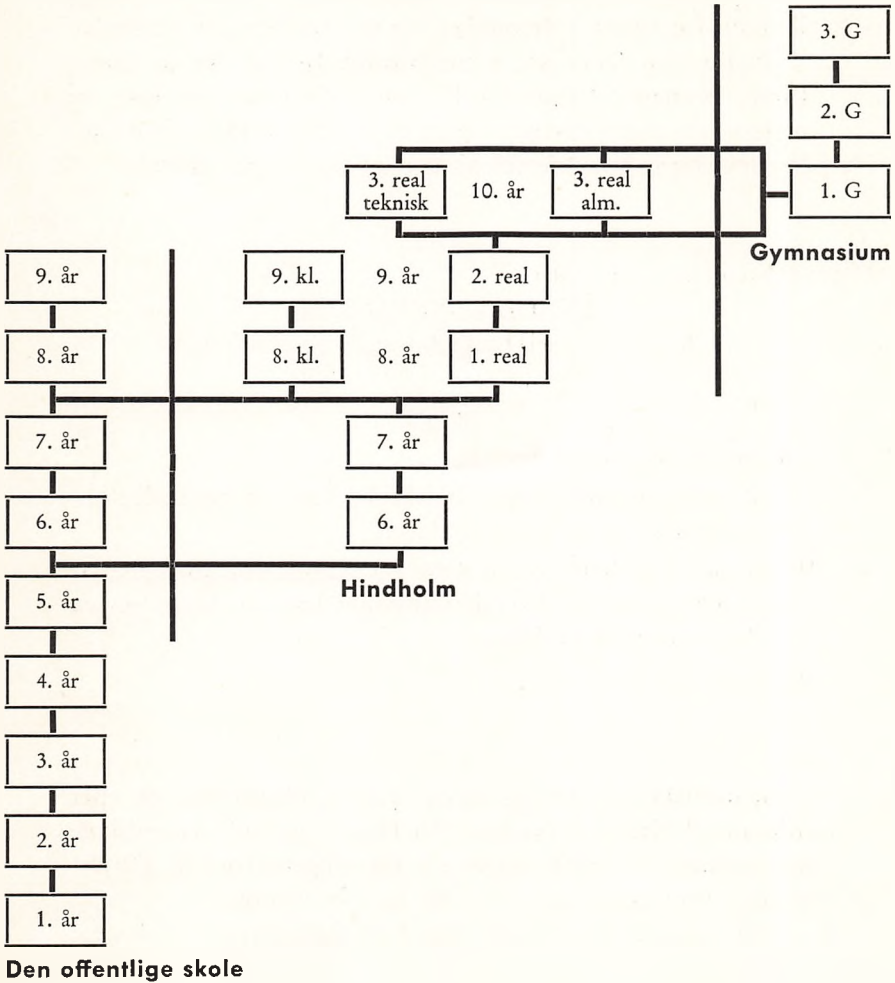 3. G
2. G
3. real
teknisk
10. år
3. real
alm.
1. G
Gymnasium
9. år
9. kl.
9. år
2. real
8. år
8. kl.
8. år
1. real
7. år
7. år
6. år
6. år
Hindholm
5. år
4. år
3. år
2. år
1. år
Den offentlige skole